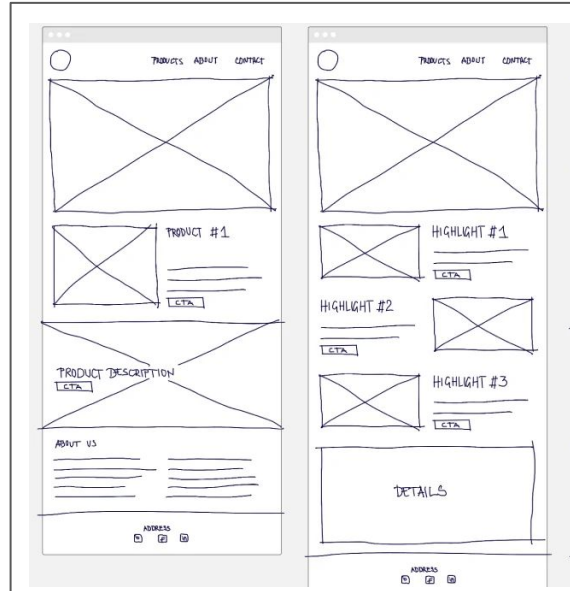 PRODUCTS ABOUT CONTACT
PRODUCT #1
CTA
PRODUCT DESCRIPTION
CTA
ABOUT US
ADDRESS
PRODUCTS ABOUT CONTACT
HIGHLIGHT #1
CTA
HIGHLIGHT #2
CTA
HIGHLIGHT #3
CTA
DETAILS
ADDRESS